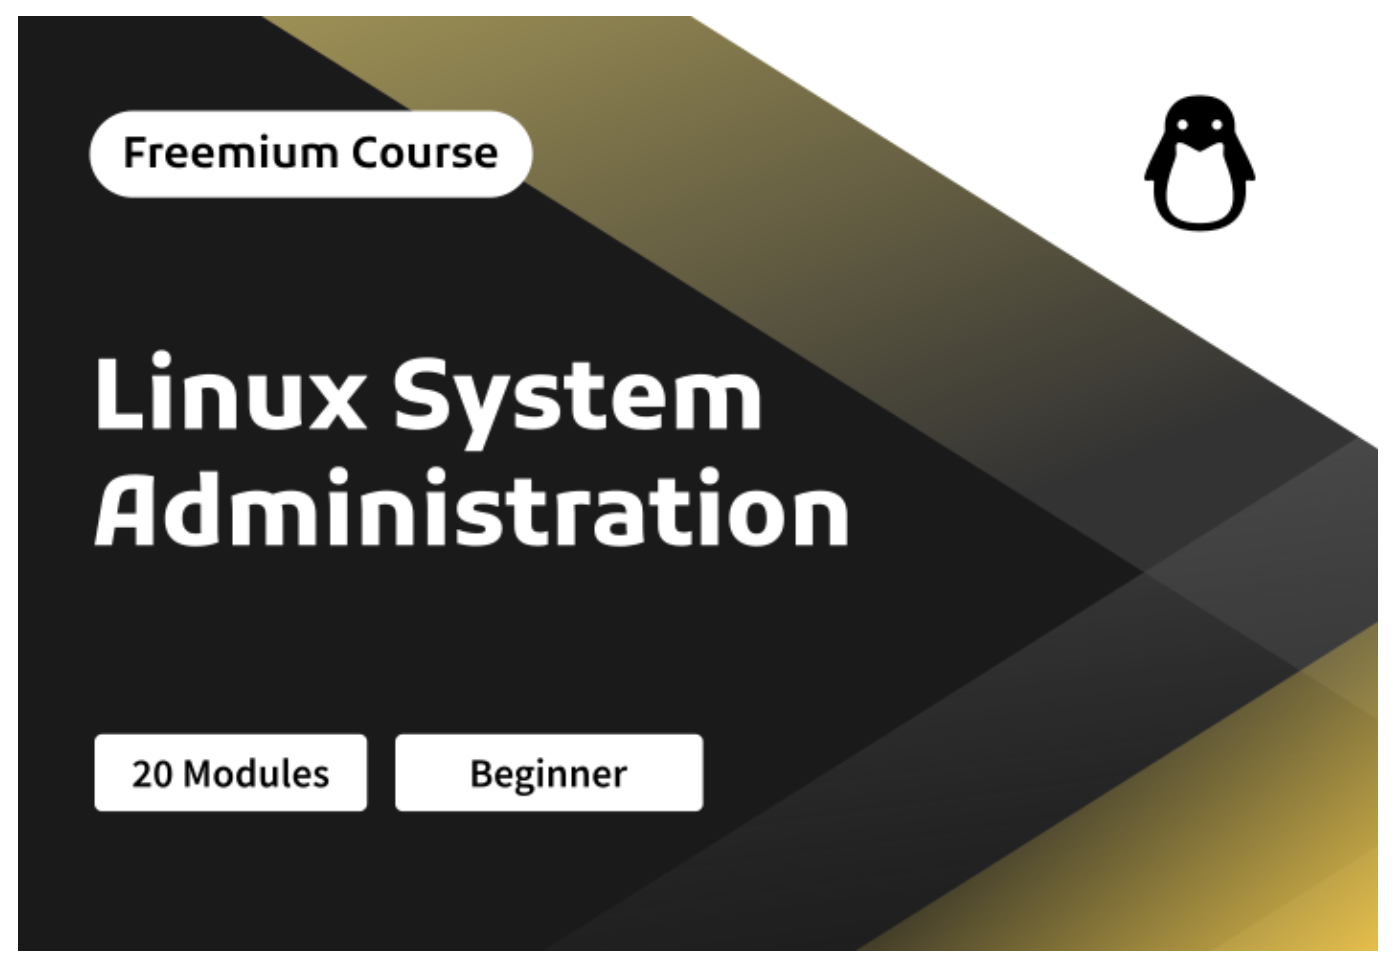 Freemium Course
Linux System
Administration
20 Modules
Beginner